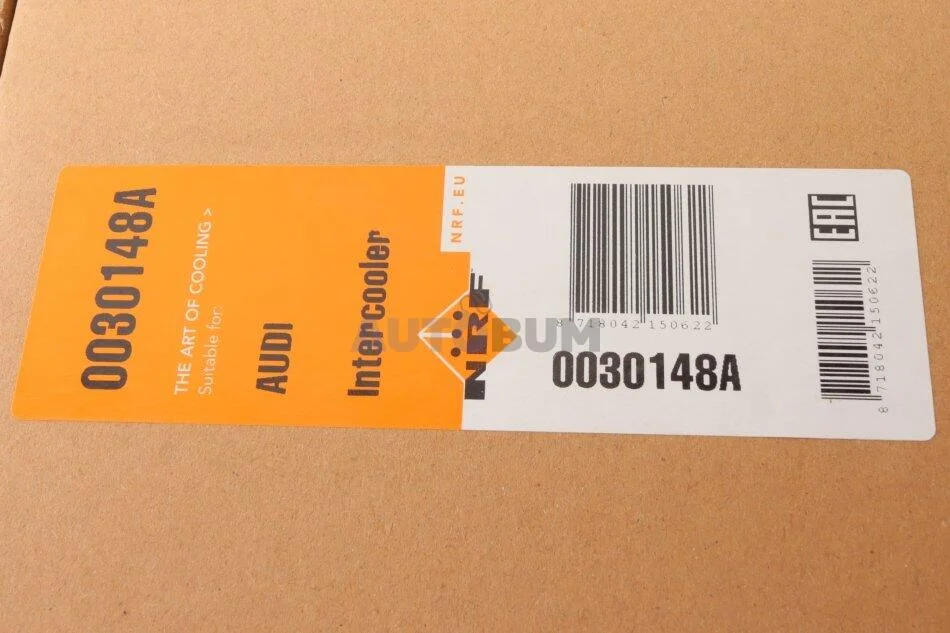 0030148A
THE ART OF COOLING >
Suitable for:
AUDI
Intercooler
NRF.EU
NRF
AUTOBUM
8 718042 150622
0030148A
EAC
8 718042 150622